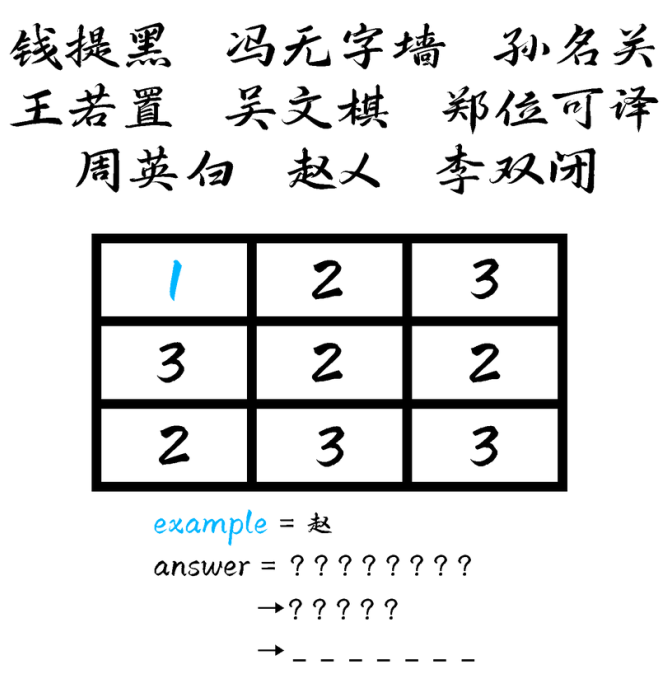 钱提黑 冯无字墙 孙名关
王若置 吴文棋 郑位可译
周英白 赵人 李双闭
1 2 3
3 2 2
2 3 3
example = 赵
answer = ????????
→?????
→_ _ _ _ _ _ _